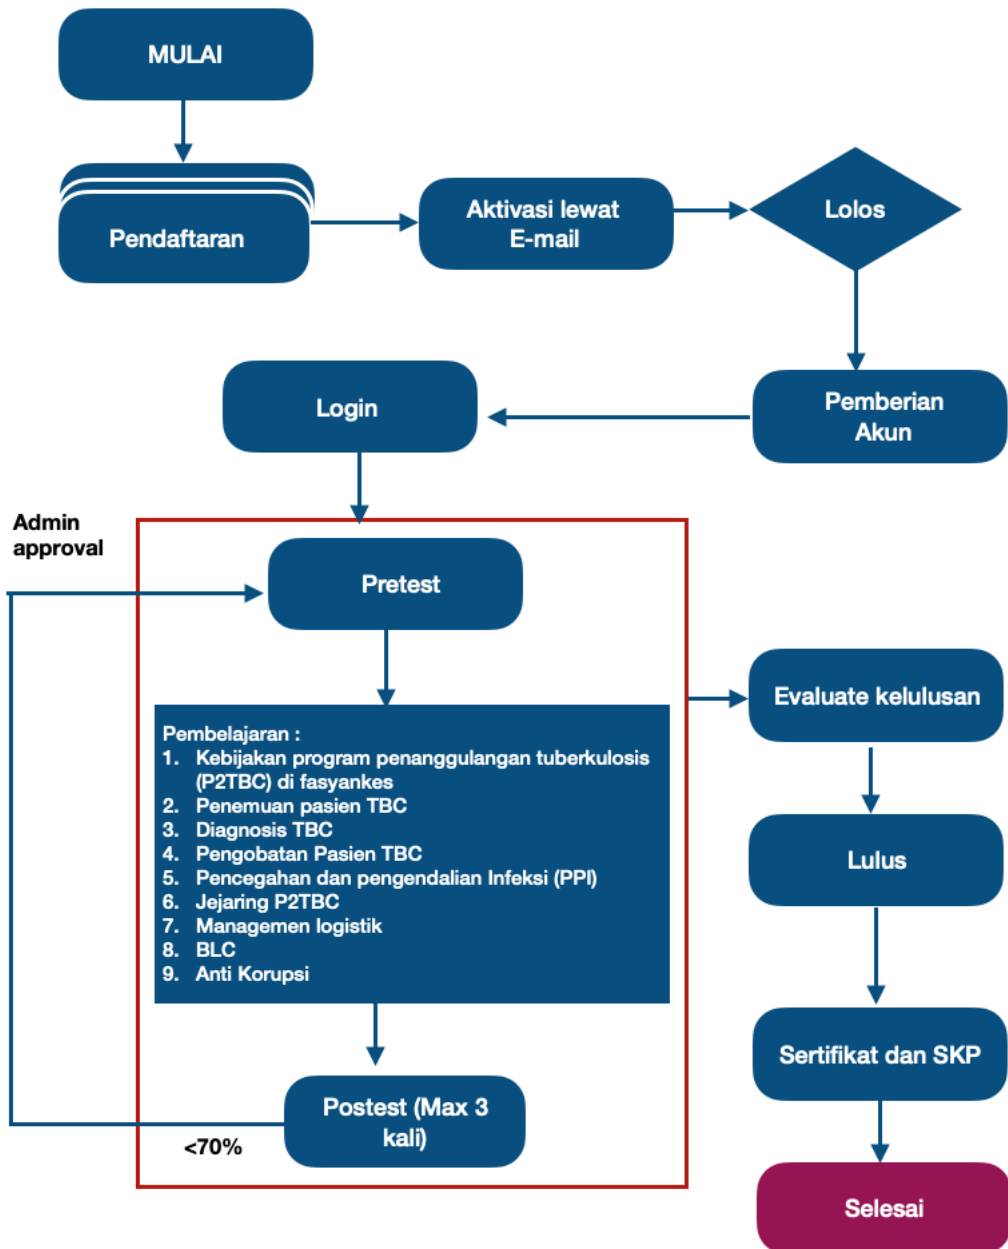 MULAI
Pendaftaran
Aktivasi lewat
E-mail
Lolos
Pemberian
Akun
Login
Admin
approval
Pretest
Pembelajaran :
1. Kebijakan program penanggulangan tuberkulosis
(P2TBC) di fasyankes
2. Penemuan pasien TBC
3. Diagnosis TBC
4. Pengobatan Pasien TBC
5. Pencegahan dan pengendalian Infeksi (PPI)
6. Jejaring P2TBC
7. Managemen logistik
8. BLC
9. Anti Korupsi
Postest (Max 3
kali)
<70%
Evaluate kelulusan
Lulus
Sertifikat dan SKP
Selesai